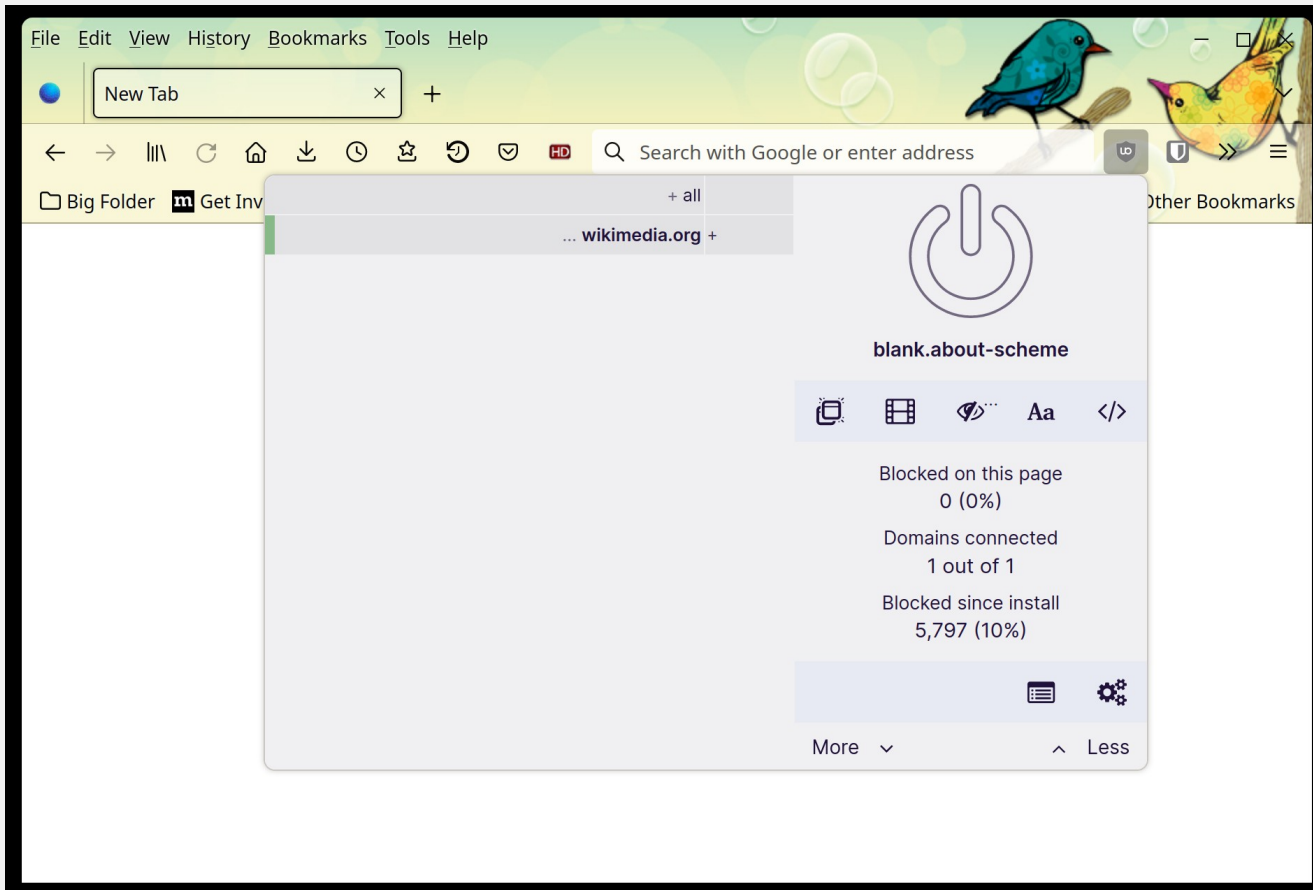 File Edit View History Bookmarks Tools Help
New Tab
HD Search with Google or enter address
Big Folder m Get Inv
Other Bookmarks
+ all
... wikimedia.org +
blank.about-scheme
Aa </>
Blocked on this page
0 (0%)
Domains connected
1 out of 1
Blocked since install
5,797 (10%)
More Less